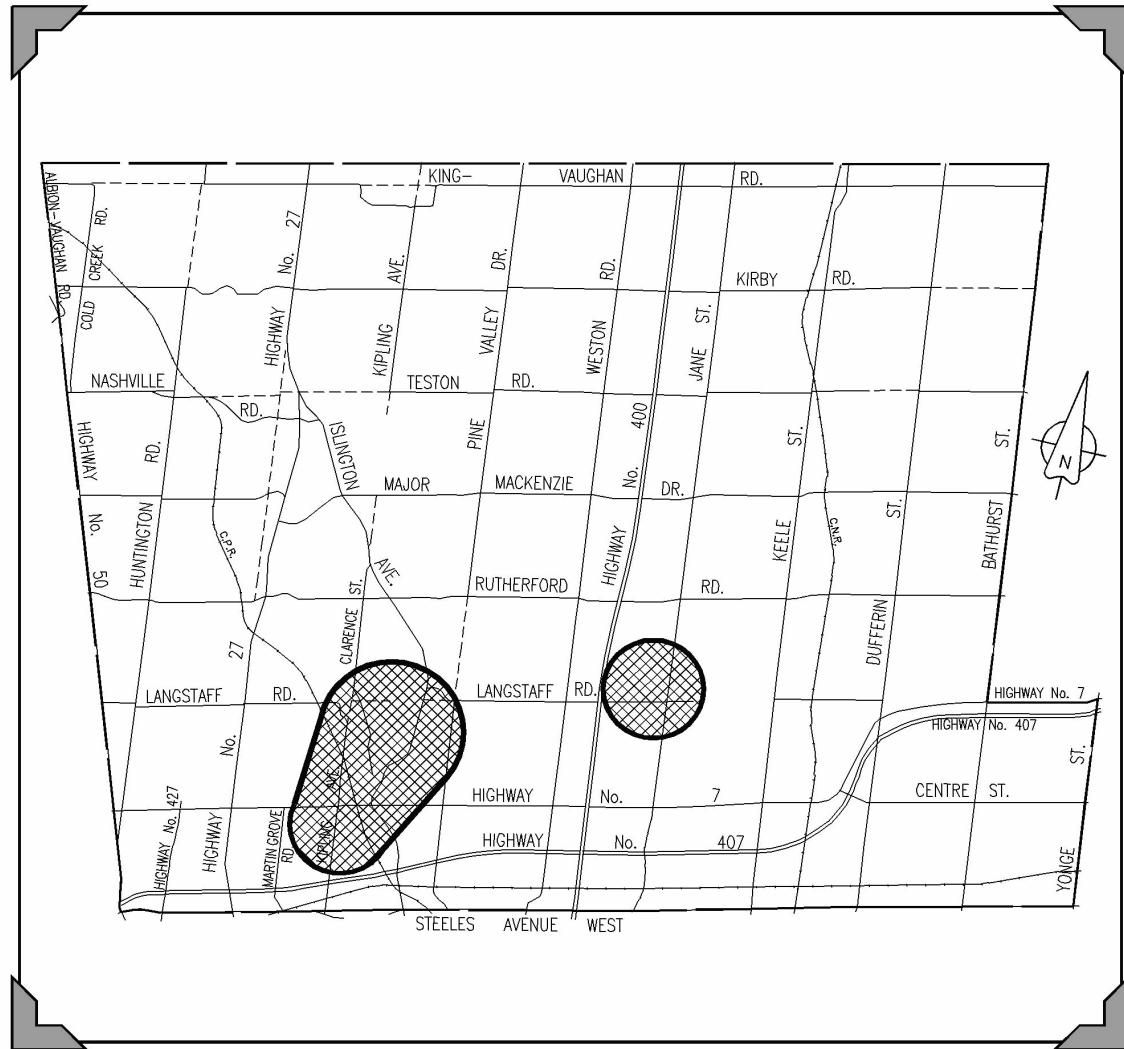 KING– VAUGHAN RD.
ALBION–VAUGHAN RD.
COLD CREEK RD.
HIGHWAY No. 27
KIPLING AVE.
PINE VALLEY DR.
WESTON RD.
JANE ST.
KIRBY RD.
NASHVILLE RD.
TESTON RD.
HIGHWAY No. 50
HUNTINGTON RD.
C.P.R.
ISLINGTON AVE.
MAJOR MACKENZIE DR.
HIGHWAY No. 400
KEELE ST.
C.N.R.
DUFFERIN ST.
BATHURST ST.
N
RUTHERFORD RD.
CLARENCE ST.
LANGSTAFF RD.
LANGSTAFF RD.
HIGHWAY No. 27
HIGHWAY No. 7
HIGHWAY No. 407
HIGHWAY No. 427
MARTIN GROVE RD
KIPLING AVE.
HIGHWAY No. 7
HIGHWAY No. 407
CENTRE ST.
YONGE ST.
STEELES AVENUE WEST